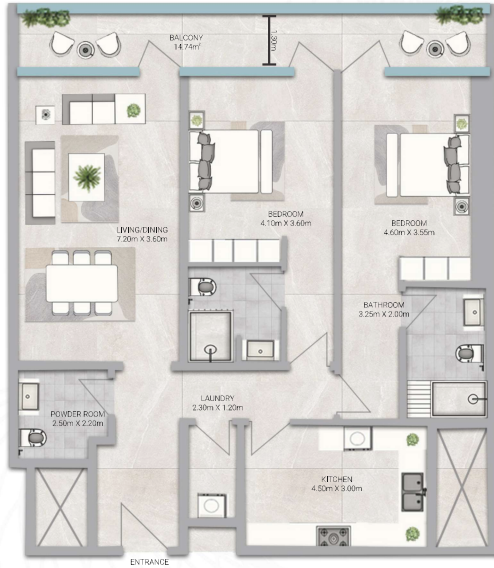 BALCONY
14.74m²
1.30m
LIVING/DINING
7.20m X 3.60m
BEDROOM
4.10m X 3.60m
BEDROOM
4.60m X 3.55m
BATHROOM
3.25m X 2.00m
LAUNDRY
2.30m X 1.20m
POWDER ROOM
2.50m X 2.20m
KITCHEN
4.50m X 3.00m
ENTRANCE